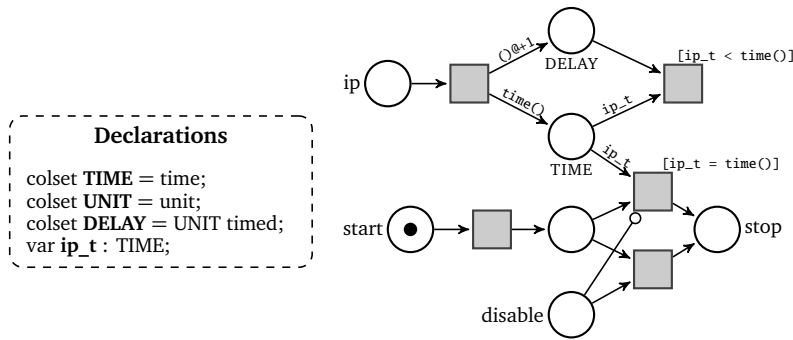 Declarations
colset TIME = time;
colset UNIT = unit;
colset DELAY = UNIT timed;
var ip_t : TIME;
ip
()@+1
DELAY
[ip_t < time()]
time()
ip_t
TIME
ip_t
[ip_t = time()]
start
stop
disable